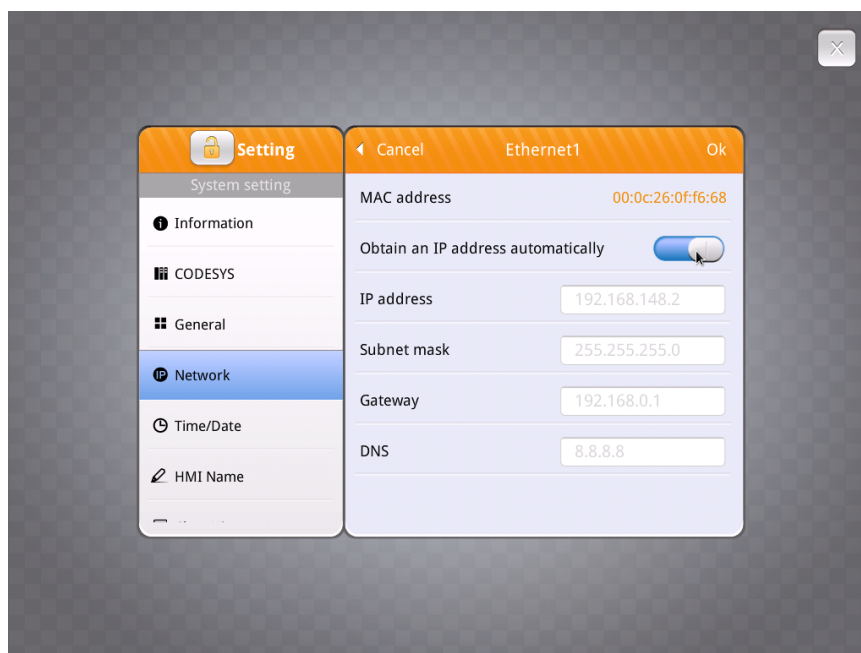 Setting
System setting
Information
CODESYS
General
Network
Time/Date
HMI Name
Cancel Ethernet1 Ok
MAC address 00:0c:26:0f:f6:68
Obtain an IP address automatically
IP address 192.168.148.2
Subnet mask 255.255.255.0
Gateway 192.168.0.1
DNS 8.8.8.8